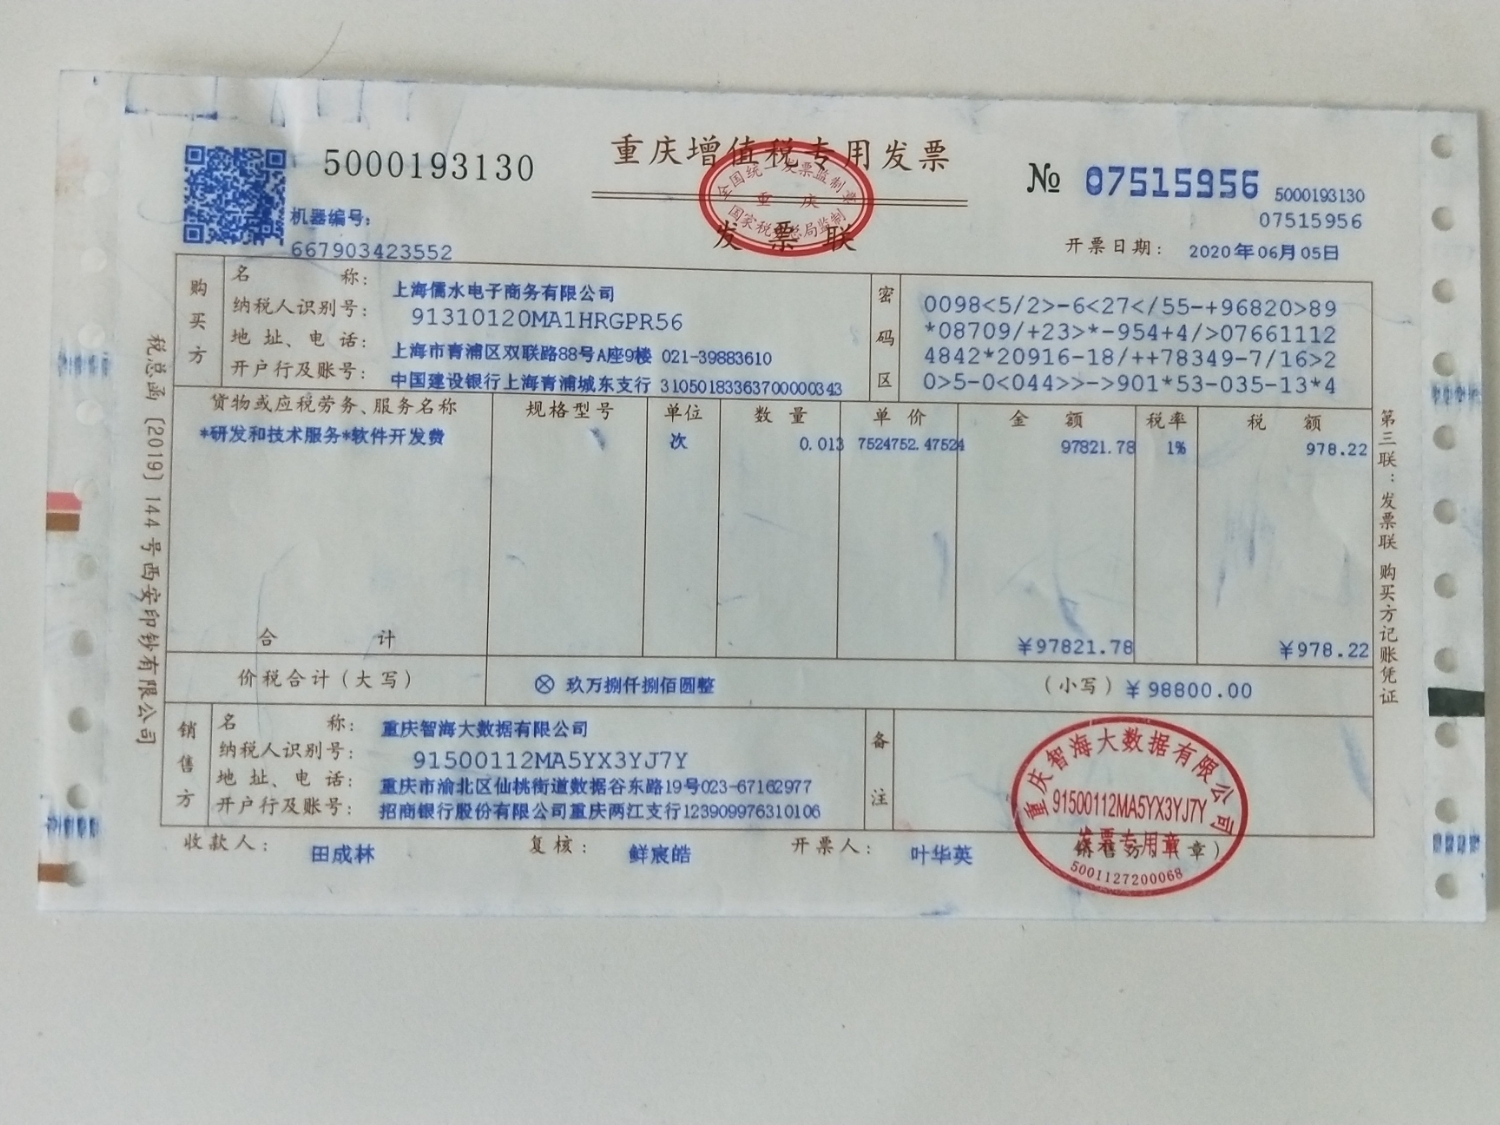 5000193130
重庆增值税专用发票
发票联
全国统一发票监制章
重庆
国家税务总局监制
№ 07515956
5000193130
07515956
机器编号:
667903423552
开票日期: 2020年06月05日
购买方
名称: 上海儒水电子商务有限公司
纳税人识别号: 91310120MA1HRGPR56
地址、电话: 上海市青浦区双联路88号A座9楼 021-39883610
开户行及账号: 中国建设银行上海青浦城东支行 31050183363700000343
密码区
0098<5/2>-6<27</55-+96820>89
*08709/+23>*-954+4/>07661112
4842*20916-18/++78349-7/16>2
0>5-0<044>>->901*53-035-13*4
货物或应税劳务、服务名称 规格型号 单位 数量 单价 金额 税率 税额
*研发和技术服务*软件开发费 次 0.013 7524752.47524 97821.78 1% 978.22
合计 ¥97821.78 ¥978.22
价税合计(大写) ⊗ 玖万捌仟捌佰圆整 (小写) ¥98800.00
销售方
名称: 重庆智海大数据有限公司
纳税人识别号: 91500112MA5YX3YJ7Y
地址、电话: 重庆市渝北区仙桃街道数据谷东路19号023-67162977
开户行及账号: 招商银行股份有限公司重庆两江支行123909976310106
备注
重庆智海大数据有限公司
91500112MA5YX3YJ7Y
发票专用章
5001127200068
收款人: 田成林 复核: 鲜宸皓 开票人: 叶华英 销售方:(章)
税总函〔2019〕144号西安印钞有限公司
第三联:发票联 购买方记账凭证